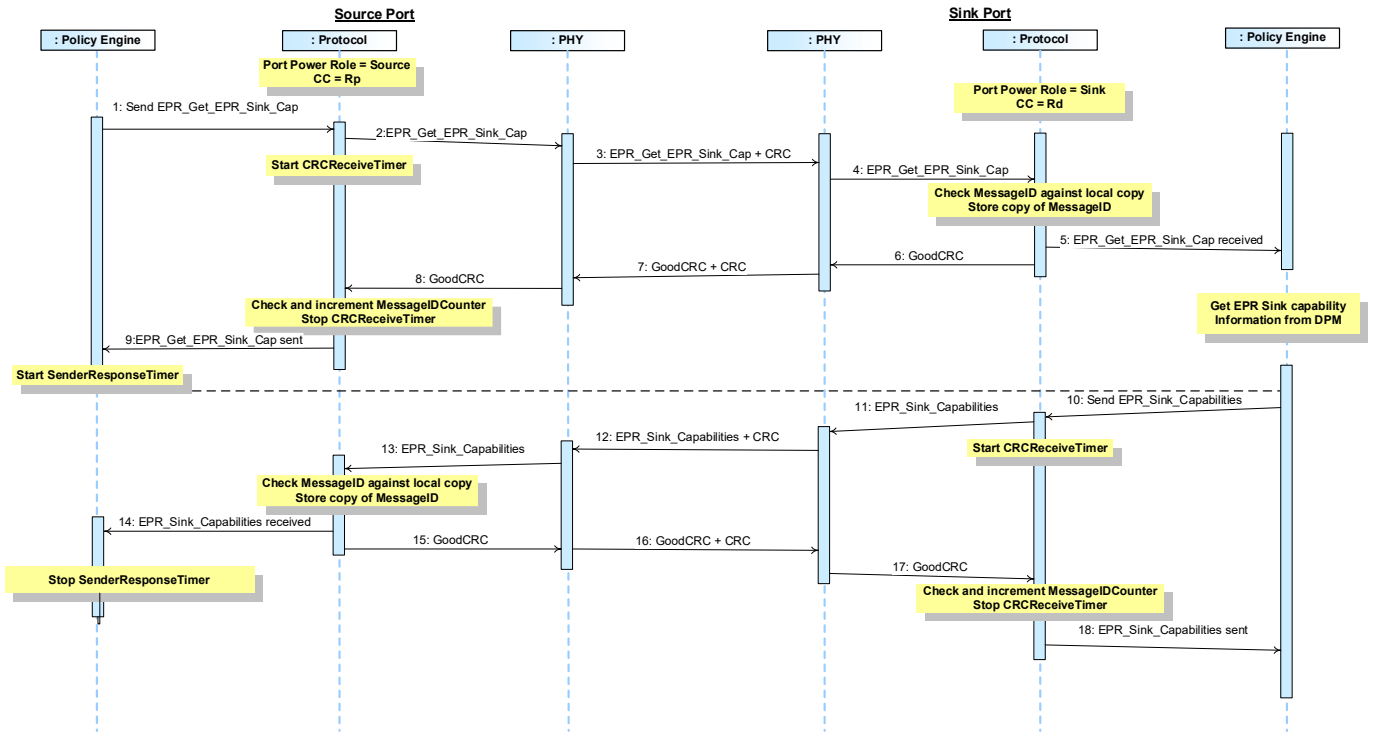 Source Port
Sink Port
: Policy Engine
: Protocol
: PHY
: PHY
: Protocol
: Policy Engine
Port Power Role = Source
CC = Rp
Port Power Role = Sink
CC = Rd
1: Send EPR_Get_EPR_Sink_Cap
2:EPR_Get_EPR_Sink_Cap
Start CRCReceiveTimer
3: EPR_Get_EPR_Sink_Cap + CRC
4: EPR_Get_EPR_Sink_Cap
Check MessageID against local copy
Store copy of MessageID
5: EPR_Get_EPR_Sink_Cap received
6: GoodCRC
7: GoodCRC + CRC
8: GoodCRC
Check and increment MessageIDCounter
Stop CRCReceiveTimer
Get EPR Sink capability
Information from DPM
9:EPR_Get_EPR_Sink_Cap sent
Start SenderResponseTimer
10: Send EPR_Sink_Capabilities
11: EPR_Sink_Capabilities
Start CRCReceiveTimer
12: EPR_Sink_Capabilities + CRC
13: EPR_Sink_Capabilities
Check MessageID against local copy
Store copy of MessageID
14: EPR_Sink_Capabilities received
15: GoodCRC
16: GoodCRC + CRC
17: GoodCRC
Stop SenderResponseTimer
Check and increment MessageIDCounter
Stop CRCReceiveTimer
18: EPR_Sink_Capabilities sent